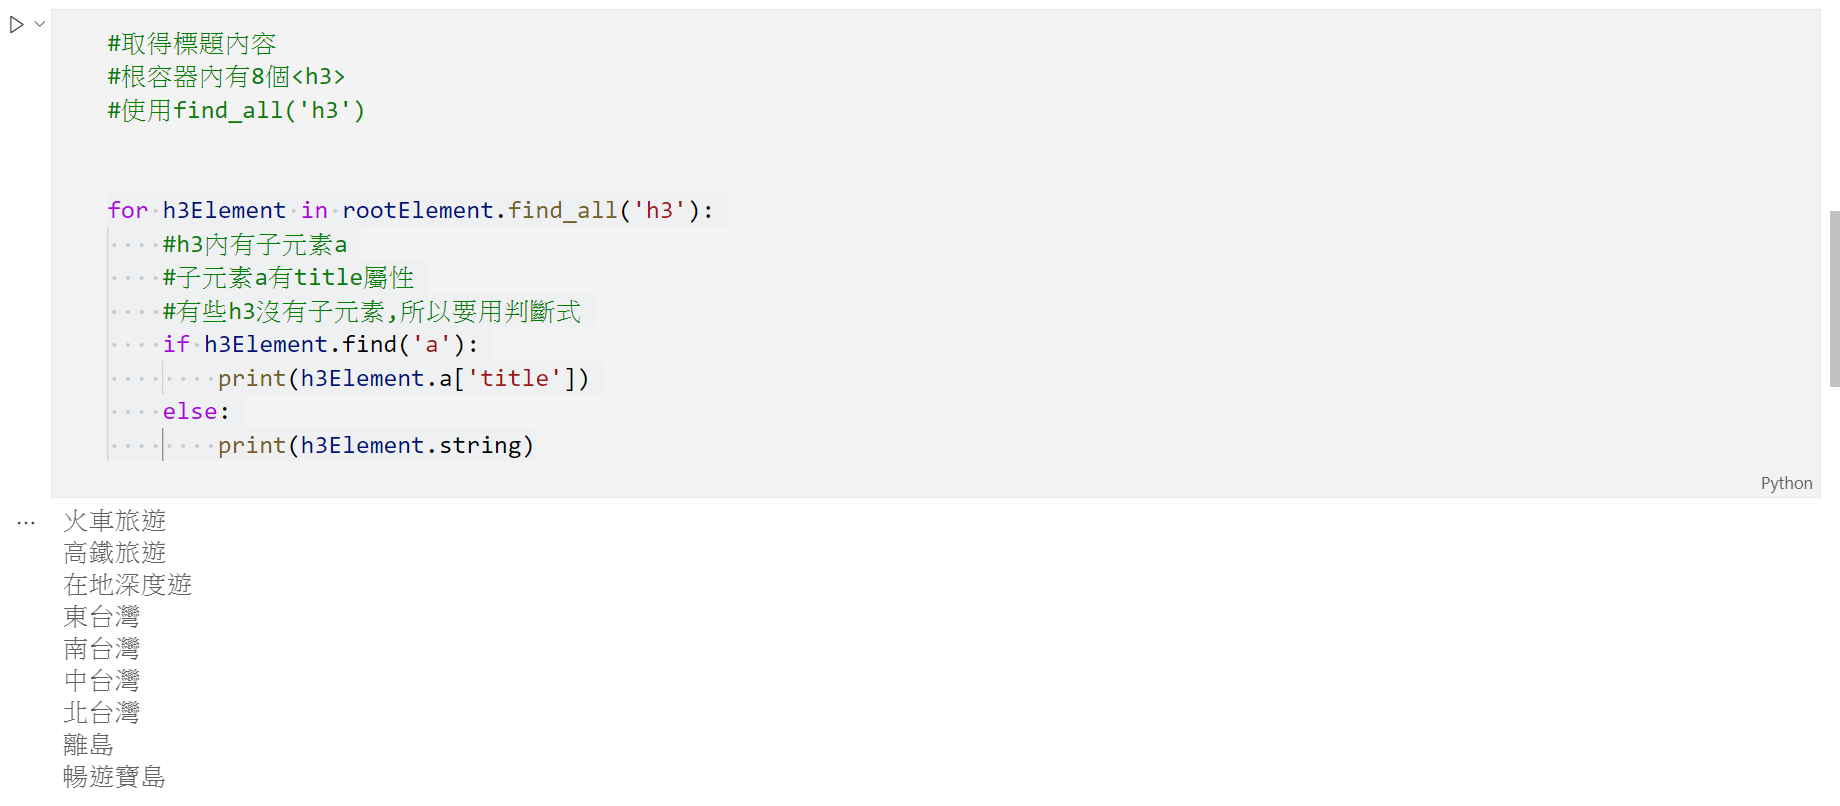 #取得標題內容
#根容器內有8個<h3>
#使用find_all('h3')
for h3Element in rootElement.find_all('h3'):
    #h3內有子元素a
    #子元素a有title屬性
    #有些h3沒有子元素,所以要用判斷式
    if h3Element.find('a'):
        print(h3Element.a['title'])
    else:
        print(h3Element.string)
Python
火車旅遊
高鐵旅遊
在地深度遊
東台灣
南台灣
中台灣
北台灣
離島
暢遊寶島